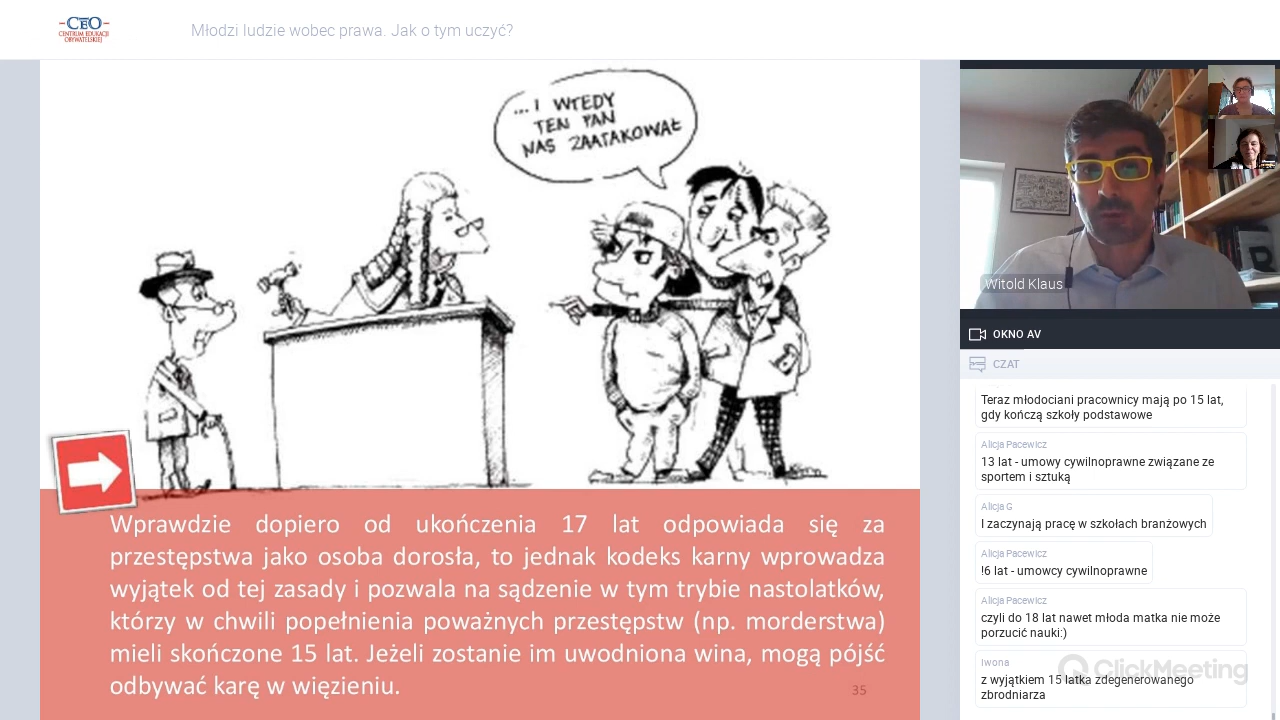 CEO
CENTRUM EDUKACJI
OBYWATELSKIEJ
Młodzi ludzie wobec prawa. Jak o tym uczyć?
...I WTEDY
TEN PAN
NAS ZAATAKOWAŁ
Wprawdzie dopiero od ukończenia 17 lat odpowiada się za
przestępstwa jako osoba dorosła, to jednak kodeks karny wprowadza
wyjątek od tej zasady i pozwala na sądzenie w tym trybie nastolatków,
którzy w chwili popełnienia poważnych przestępstw (np. morderstwa)
mieli skończone 15 lat. Jeżeli zostanie im uwodniona wina, mogą pójść
odbywać karę w więzieniu.
35
Witold Klaus
OKNO AV
CZAT
Teraz młodociani pracownicy mają po 15 lat,
gdy kończą szkoły podstawowe
Alicja Pacewicz
13 lat - umowy cywilnoprawne związane ze
sportem i sztuką
Alicja G
I zaczynają pracę w szkołach branżowych
Alicja Pacewicz
!6 lat - umowcy cywilnoprawne
Alicja Pacewicz
czyli do 18 lat nawet młoda matka nie może
porzucić nauki:)
Iwona
z wyjątkiem 15 latka zdegenerowanego
zbrodniarza
ClickMeeting